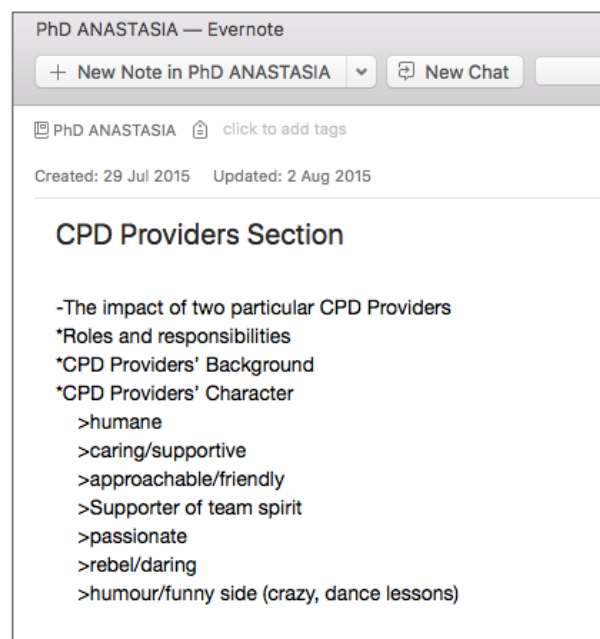 PhD ANASTASIA — Evernote
+ New Note in PhD ANASTASIA New Chat
PhD ANASTASIA click to add tags
Created: 29 Jul 2015 Updated: 2 Aug 2015
CPD Providers Section
-The impact of two particular CPD Providers
*Roles and responsibilities
*CPD Providers' Background
*CPD Providers' Character
>humane
>caring/supportive
>approachable/friendly
>Supporter of team spirit
>passionate
>rebel/daring
>humour/funny side (crazy, dance lessons)